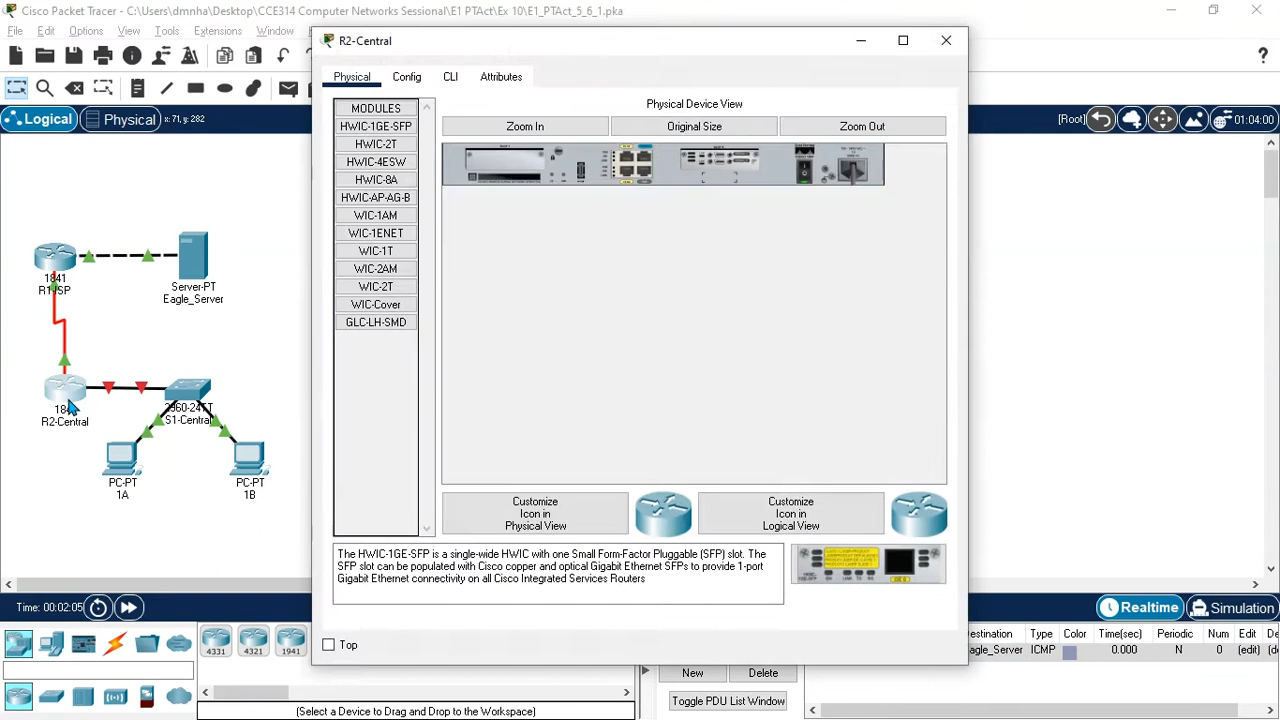 Cisco Packet Tracer - C:\Users\dmnha\Desktop\CCE314 Computer Networks Sessional\E1 PTAct\Ex 10\E1_PTAct_5_6_1.pka
File Edit Options View Tools Extensions Window
Logical Physical x: 71, y: 282
[Root] 01:04:00
R2-Central
Physical Config CLI Attributes
MODULES
HWIC-1GE-SFP
HWIC-2T
HWIC-4ESW
HWIC-8A
HWIC-AP-AG-B
WIC-1AM
WIC-1ENET
WIC-1T
WIC-2AM
WIC-2T
WIC-Cover
GLC-LH-SMD
Physical Device View
Zoom In Original Size Zoom Out
1841
Server-PT
Eagle_Server
R2-Central
2960-24TT
S1-Central
PC-PT
1A
PC-PT
1B
Customize
Icon in
Physical View
Customize
Icon in
Logical View
The HWIC-1GE-SFP is a single-wide HWIC with one Small Form-Factor Pluggable (SFP) slot. The
SFP slot can be populated with Cisco copper and optical Gigabit Ethernet SFPs to provide 1-port
Gigabit Ethernet connectivity on all Cisco Integrated Services Routers
Top
Time: 00:02:05
Realtime Simulation
4331 4321 1941
(Select a Device to Drag and Drop to the Workspace)
New Delete
Toggle PDU List Window
Type Color Time(sec) Periodic Num Edit
Eagle_Server ICMP 0.000 N 0 (edit)